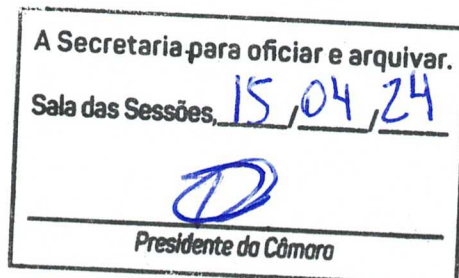 A Secretaria para oficiar e arquivar.
Sala das Sessões, 15 / 04 / 24
Presidente da Câmara